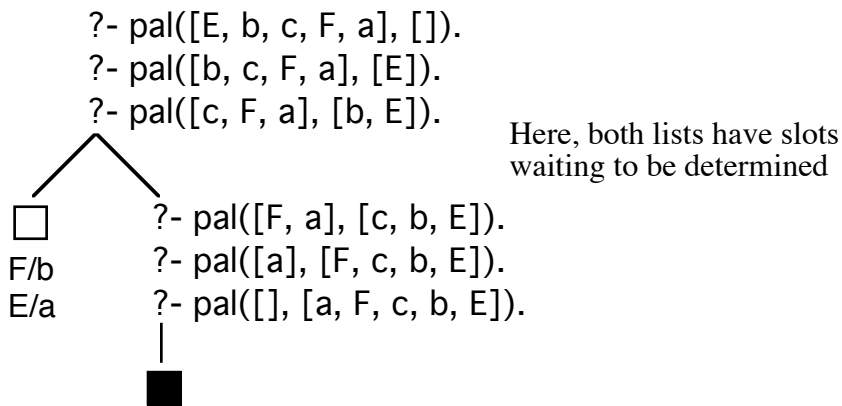 ?- pal([E, b, c, F, a], []).
?- pal([b, c, F, a], [E]).
?- pal([c, F, a], [b, E]).
Here, both lists have slots
waiting to be determined
?- pal([F, a], [c, b, E]).
F/b
?- pal([a], [F, c, b, E]).
E/a
?- pal([], [a, F, c, b, E]).